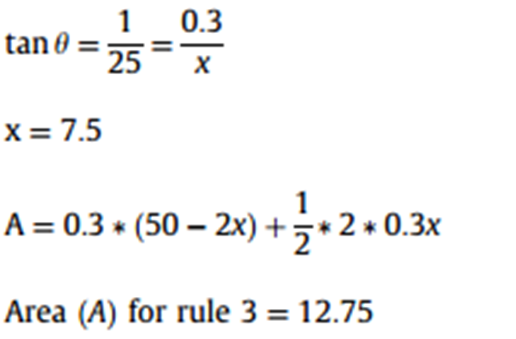 tan θ = 1/25 = 0.3/x
x = 7.5
A = 0.3 * (50 – 2x) + 1/2 * 2 * 0.3x
Area (A) for rule 3 = 12.75